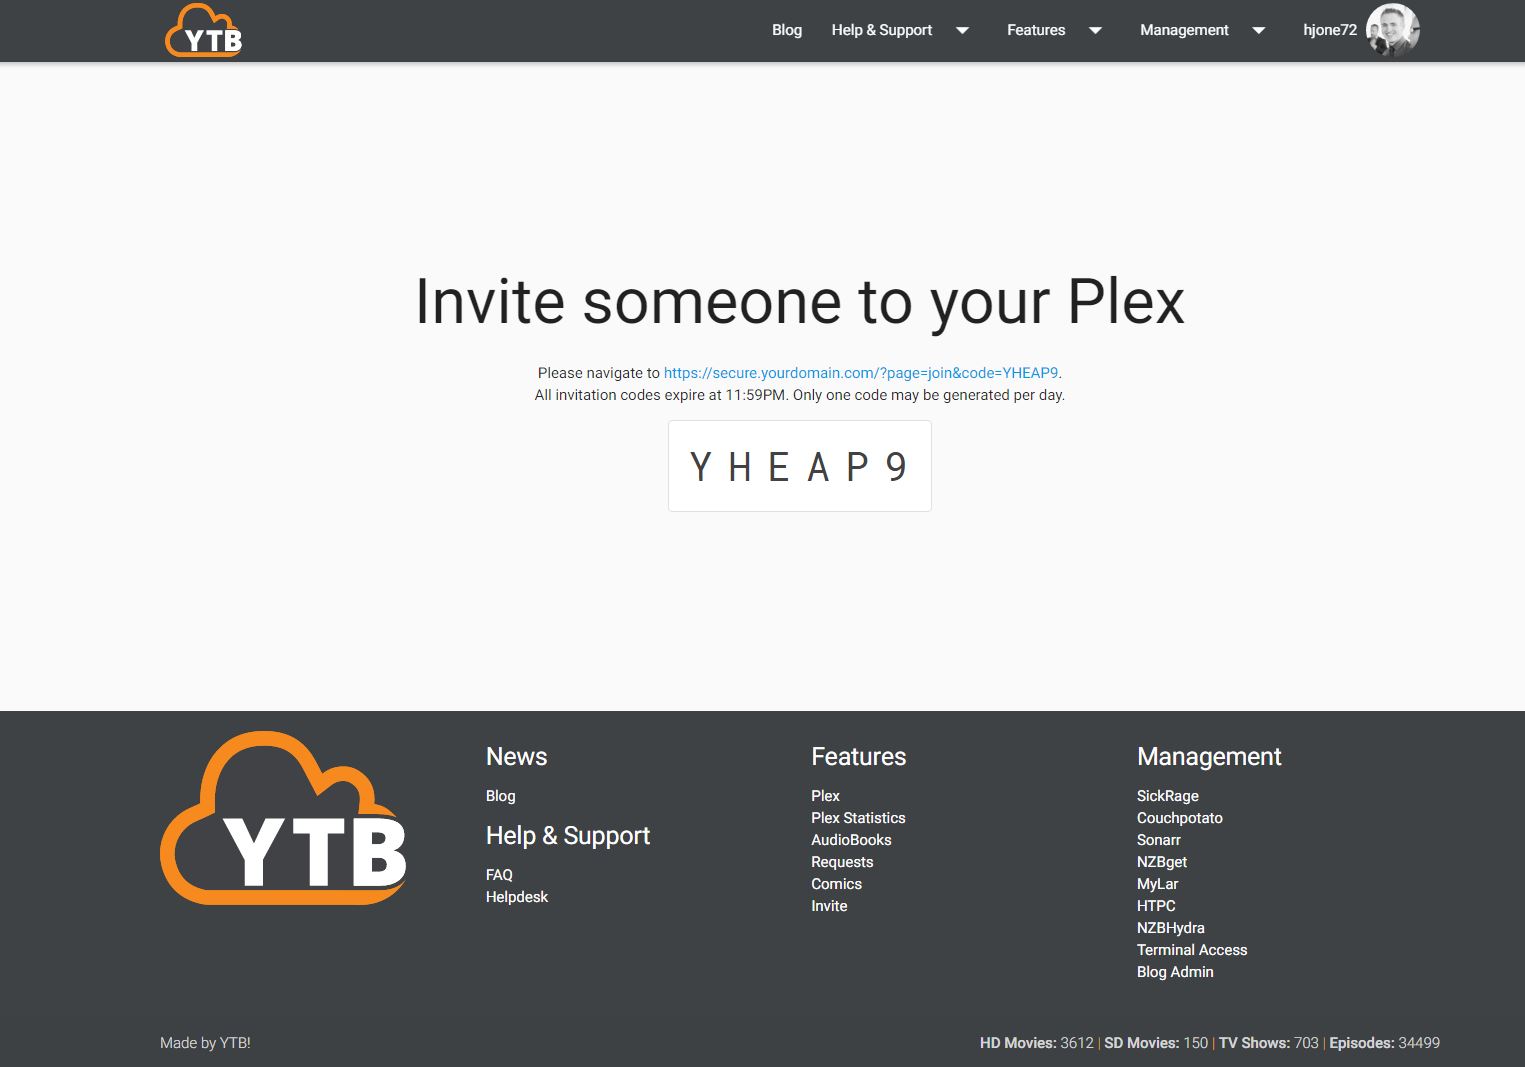 YTB
Blog
Help & Support
Features
Management
hjone72
Invite someone to your Plex
Please navigate to https://secure.yourdomain.com/?page=join&code=YHEAP9.
All invitation codes expire at 11:59PM. Only one code may be generated per day.
Y H E A P 9
YTB
News
Blog
Help & Support
FAQ
Helpdesk
Features
Plex
Plex Statistics
AudioBooks
Requests
Comics
Invite
Management
SickRage
Couchpotato
Sonarr
NZBget
MyLar
HTPC
NZBHydra
Terminal Access
Blog Admin
Made by YTB!
HD Movies: 3612 | SD Movies: 150 | TV Shows: 703 | Episodes: 34499